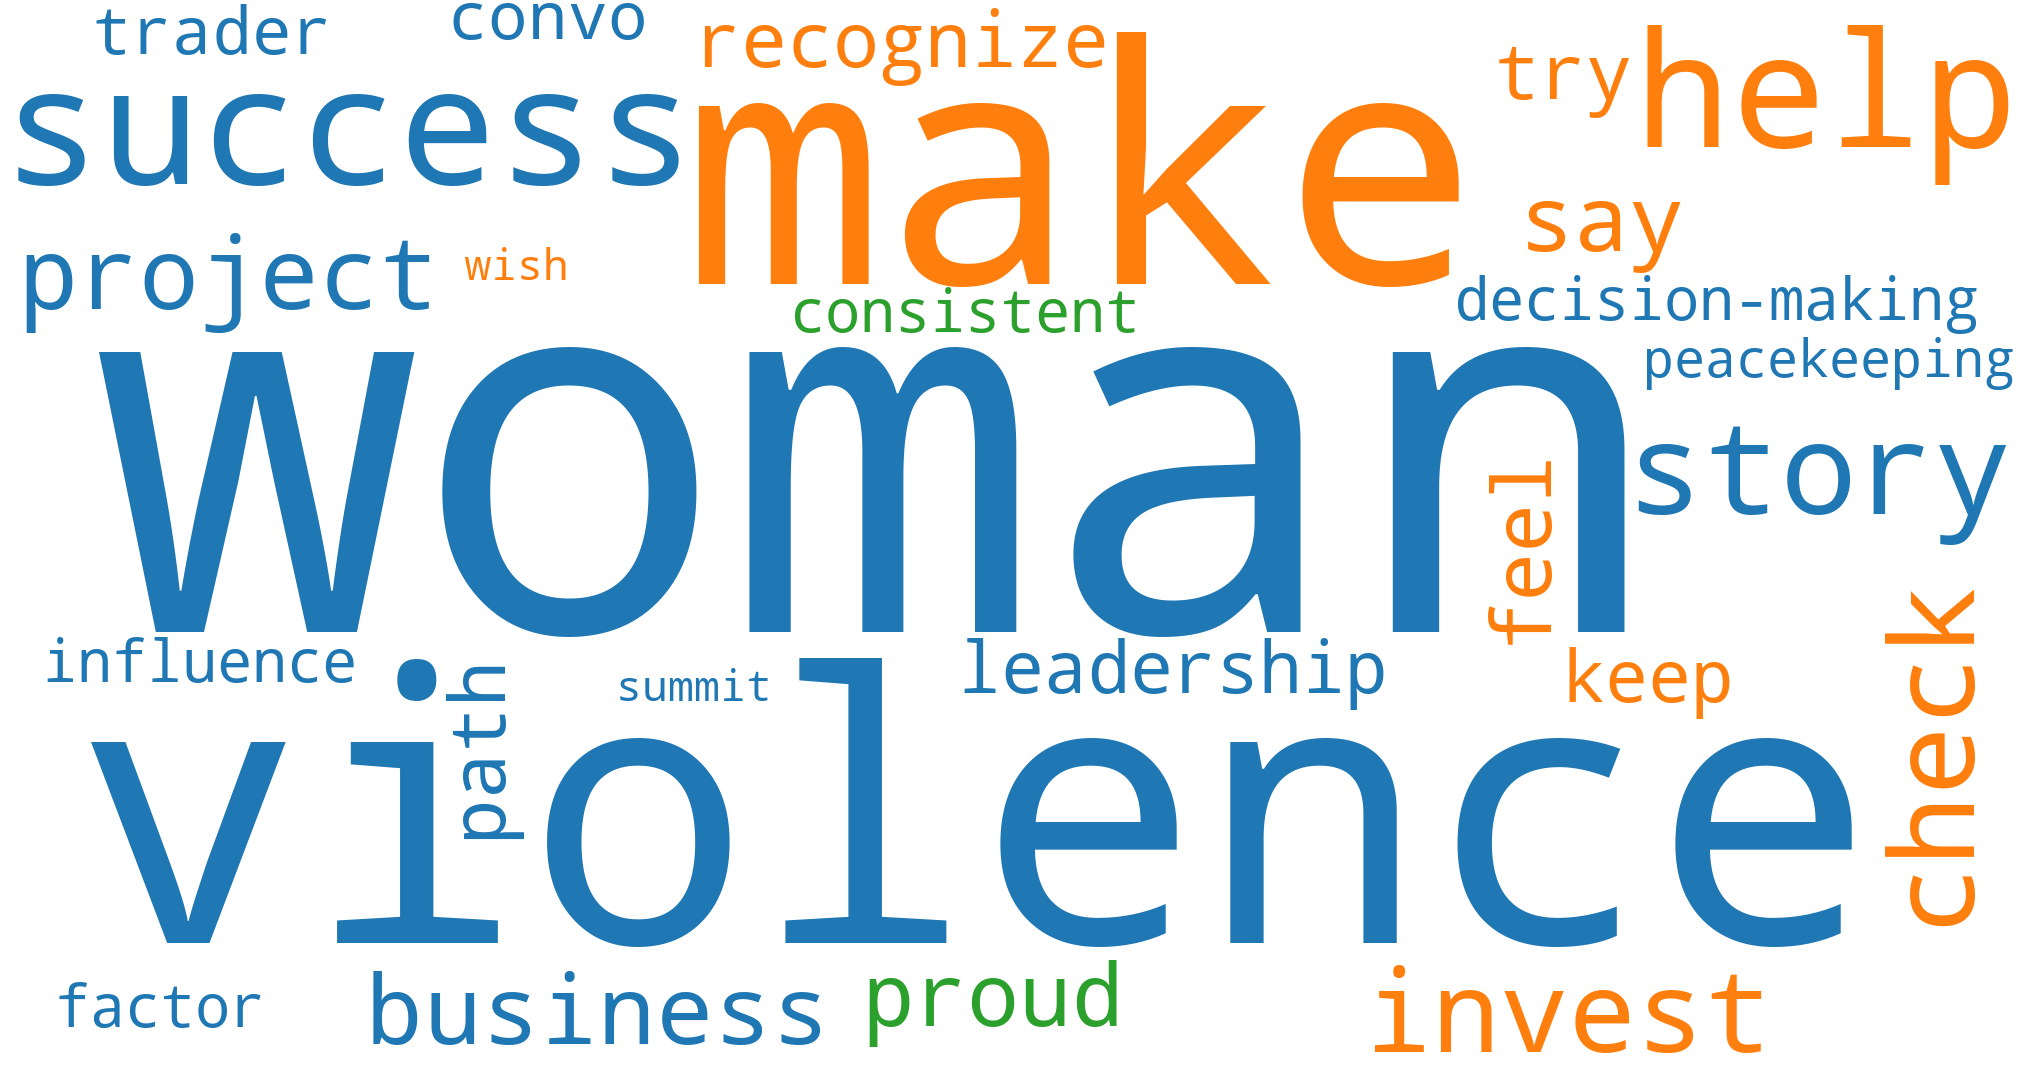 trader
convo
recognize
try
help
success
make
say
project
wish
consistent
decision-making
peacekeeping
woman
story
feel
influence
path
summit
leadership
keep
check
violence
factor
business
proud
invest